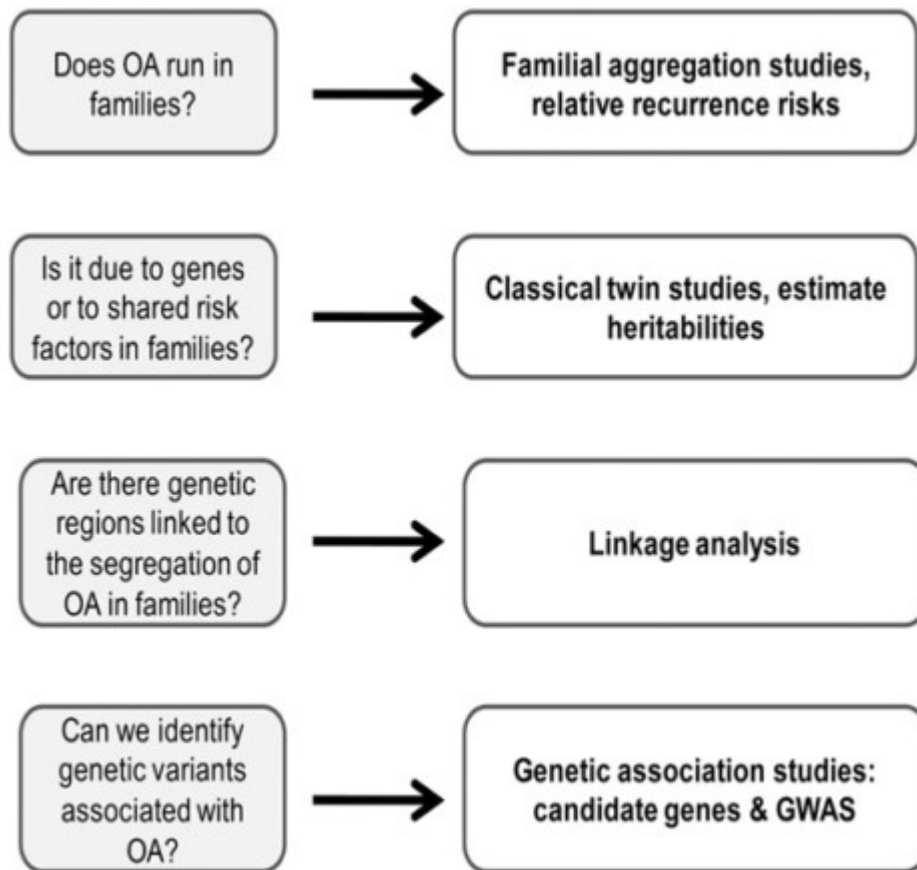 Does OA run in
families?
Familial aggregation studies,
relative recurrence risks
Is it due to genes
or to shared risk
factors in families?
Classical twin studies, estimate
heritabilities
Are there genetic
regions linked to
the segregation of
OA in families?
Linkage analysis
Can we identify
genetic variants
associated with
OA?
Genetic association studies:
candidate genes & GWAS